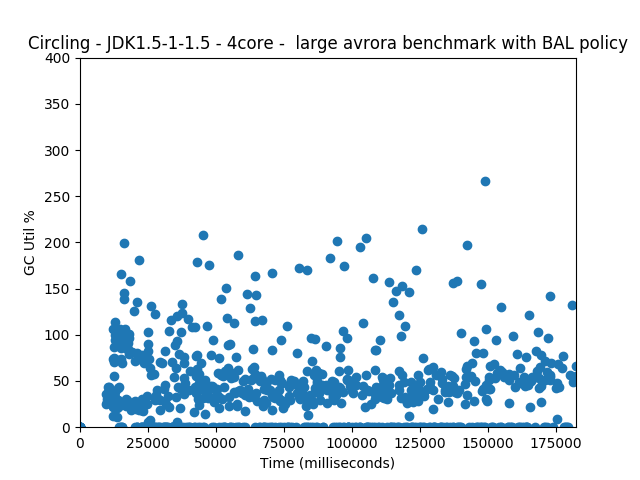 Circling - JDK1.5-1-1.5 - 4core -  large avrora benchmark with BAL policy
400
350
300
250
200
150
100
50
0
GC Util %
0 25000 50000 75000 100000 125000 150000 175000
Time (milliseconds)